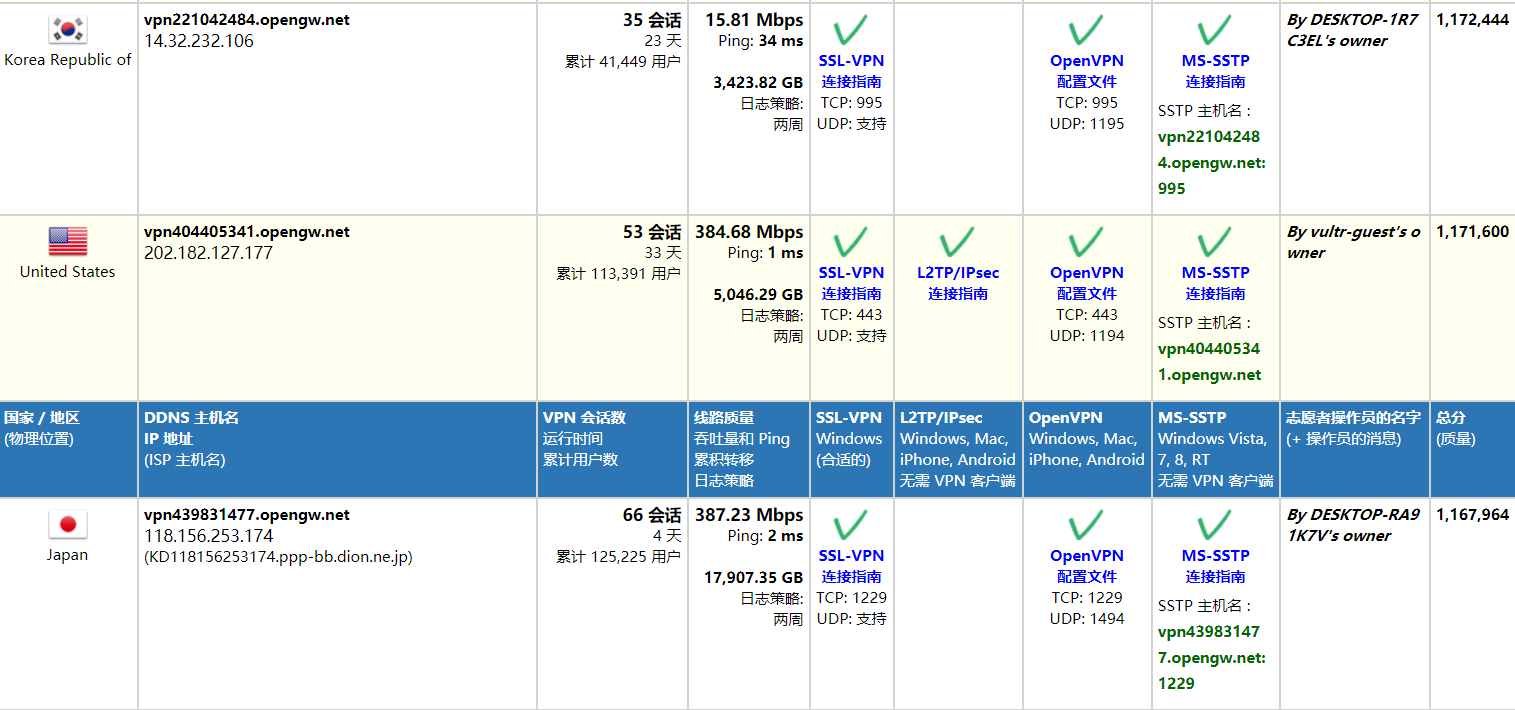 Korea Republic of
vpn221042484.opengw.net
14.32.232.106
35 会话
23 天
累计 41,449 用户
15.81 Mbps
Ping: 34 ms
3,423.82 GB
日志策略:
两周
SSL-VPN
连接指南
TCP: 995
UDP: 支持
OpenVPN
配置文件
TCP: 995
UDP: 1195
MS-SSTP
连接指南
SSTP 主机名 :
vpn22104248
4.opengw.net:
995
By DESKTOP-1R7
C3EL's owner
1,172,444
United States
vpn404405341.opengw.net
202.182.127.177
53 会话
33 天
累计 113,391 用户
384.68 Mbps
Ping: 1 ms
5,046.29 GB
日志策略:
两周
SSL-VPN
连接指南
TCP: 443
UDP: 支持
L2TP/IPsec
连接指南
OpenVPN
配置文件
TCP: 443
UDP: 1194
MS-SSTP
连接指南
SSTP 主机名 :
vpn40440534
1.opengw.net
By vultr-guest's o
wner
1,171,600
国家 / 地区
(物理位置)
DDNS 主机名
IP 地址
(ISP 主机名)
VPN 会话数
运行时间
累计用户数
线路质量
吞吐量和 Ping
累积转移
日志策略
SSL-VPN
Windows
(合适的)
L2TP/IPsec
Windows, Mac,
iPhone, Android
无需 VPN 客户端
OpenVPN
Windows, Mac,
iPhone, Android
MS-SSTP
Windows Vista,
7, 8, RT
无需 VPN 客户端
志愿者操作员的名字
(+ 操作员的消息)
总分
(质量)
Japan
vpn439831477.opengw.net
118.156.253.174
(KD118156253174.ppp-bb.dion.ne.jp)
66 会话
4 天
累计 125,225 用户
387.23 Mbps
Ping: 2 ms
17,907.35 GB
日志策略:
两周
SSL-VPN
连接指南
TCP: 1229
UDP: 支持
OpenVPN
配置文件
TCP: 1229
UDP: 1494
MS-SSTP
连接指南
SSTP 主机名 :
vpn43983147
7.opengw.net:
1229
By DESKTOP-RA9
1K7V's owner
1,167,964